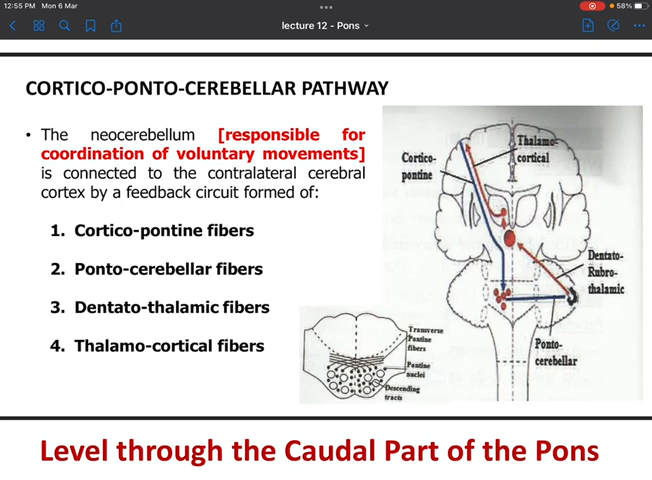 12:55 PM Mon 6 Mar
58%
lecture 12 - Pons
CORTICO-PONTO-CEREBELLAR PATHWAY
• The neocerebellum [responsible for
coordination of voluntary movements]
is connected to the contralateral cerebral
cortex by a feedback circuit formed of:
1. Cortico-pontine fibers
2. Ponto-cerebellar fibers
3. Dentato-thalamic fibers
4. Thalamo-cortical fibers
Cortico-
pontine
Thalamo-
cortical
Dentato-
Rubro-
thalamic
Ponto-
cerebellar
Transverse
Pontine
fibers
Pontine
nuclei
Descending
tracts
Level through the Caudal Part of the Pons